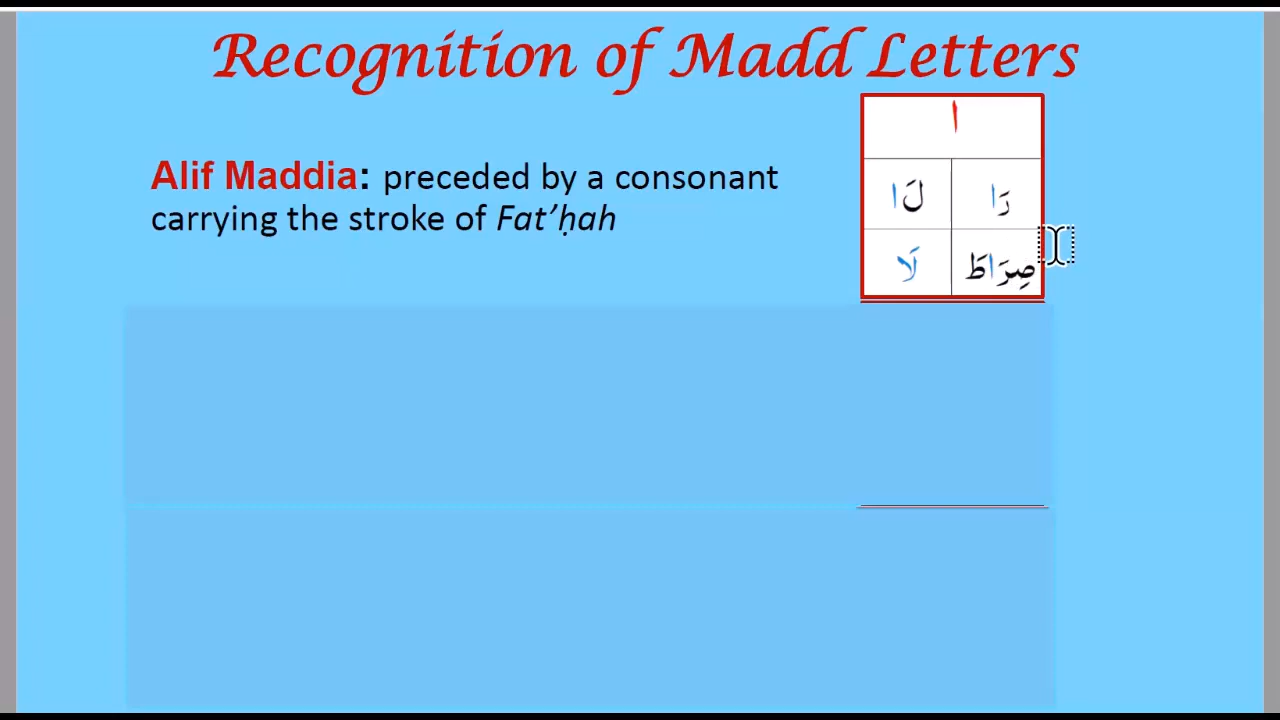 Recognition of Madd Letters
Alif Maddia: preceded by a consonant
carrying the stroke of Fat’ḥah
ا
رَا لَا
صِرَاطَ لَا